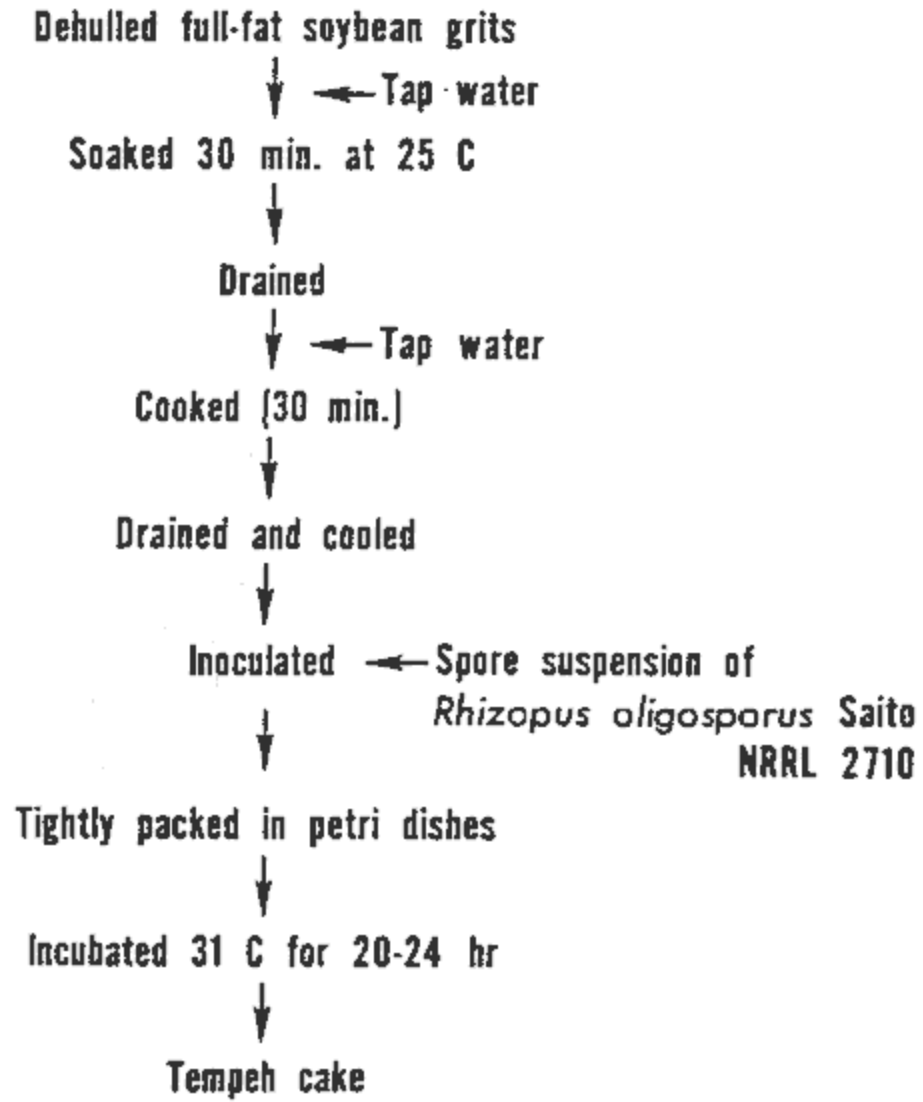 Dehulled full-fat soybean grits
Tap water
Soaked 30 min. at 25 C
Drained
Tap water
Cooked (30 min.)
Drained and cooled
Inoculated
Spore suspension of
Rhizopus oligosporus Saito
NRRL 2710
Tightly packed in petri dishes
Incubated 31 C for 20-24 hr
Tempeh cake